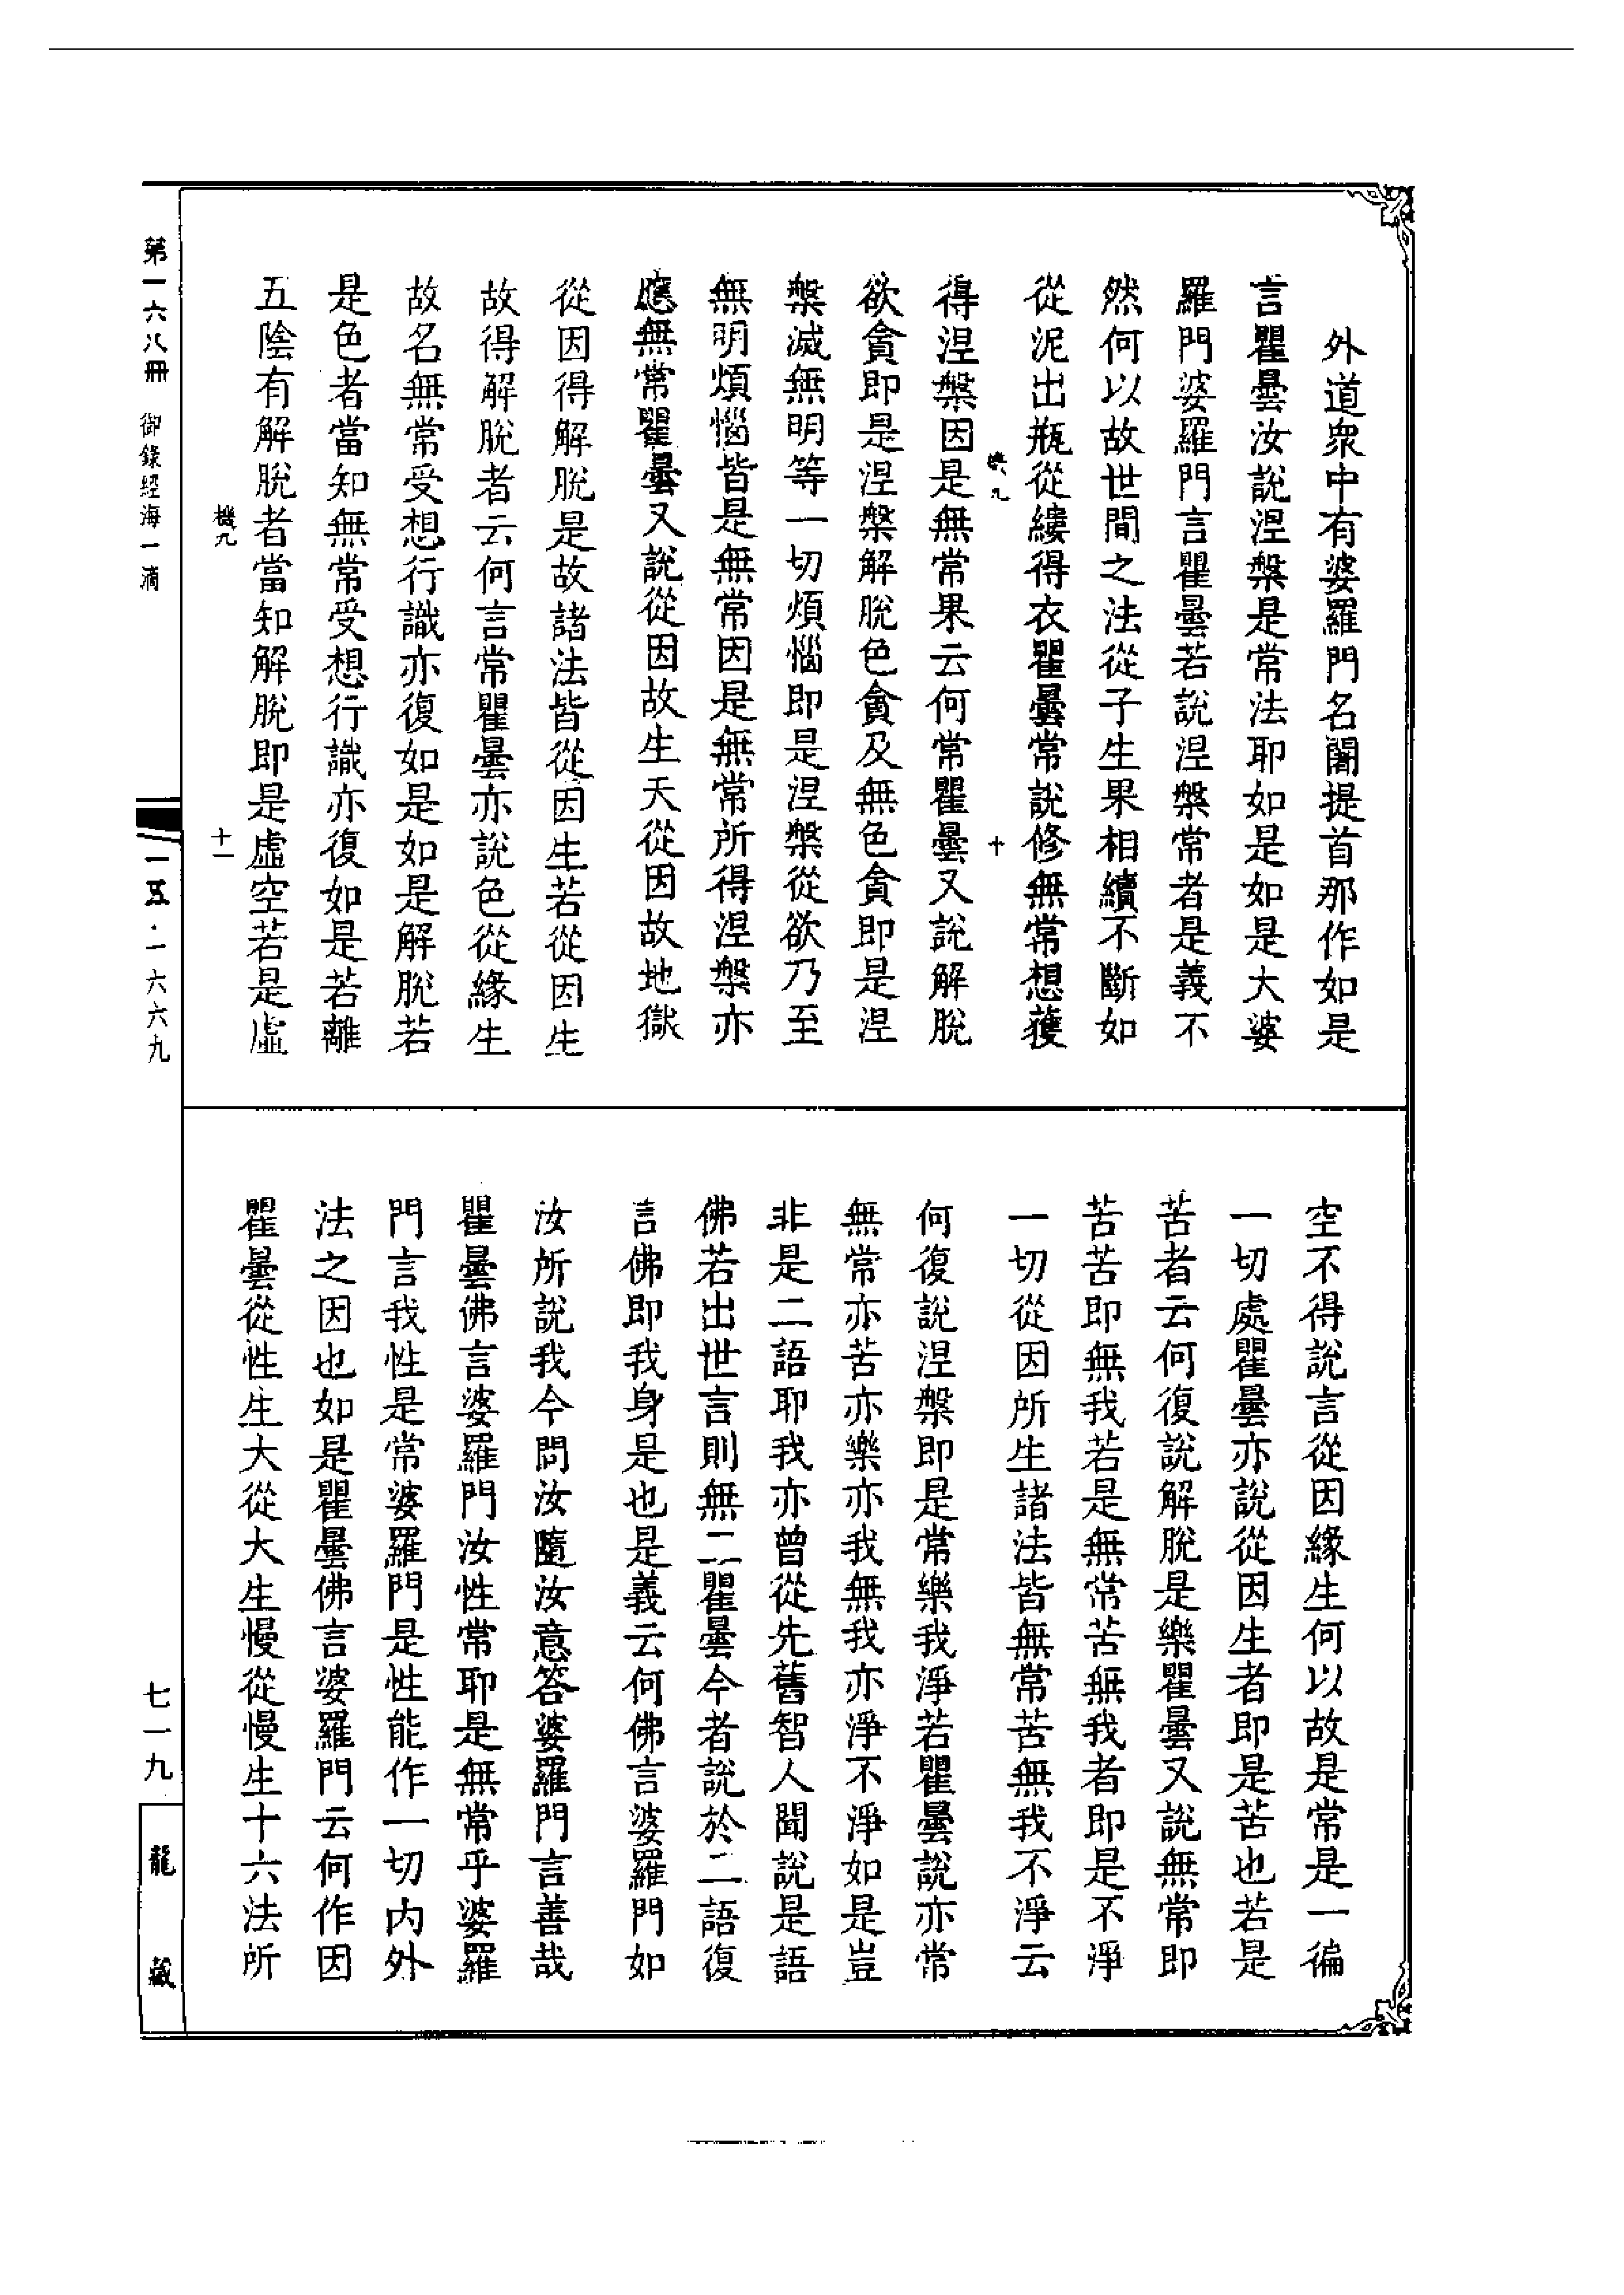 外道衆中有婆羅門名闍提首那作如是
言瞿曇汝說涅槃是常法耶如是如是大婆
羅門婆羅門言瞿曇若說涅槃常者是義不
然何以故世間之法從子生果相續不斷如
從泥出瓶從縷得衣瞿曇常說修無常想獲
機九
十
得涅槃因是無常果云何常瞿曇又說解脫
欲貪即是涅槃解脫色貪及無色貪即是涅
槃滅無明等一切煩惱即是涅槃從欲乃至
無明煩惱皆是無常因是無常所得涅槃亦
應無常瞿曇又說從因故生天從因故地獄
從因得解脫是故諸法皆從因生若從因生
故得解脫者云何言常瞿曇亦說色從緣生
故名無常受想行識亦復如是如是解脫若
是色者當知無常受想行識亦復如是若離
五陰有解脫者當知解脫即是虛空若是虛
機九
十一
空不得說言從因緣生何以故是常是一徧
一切處瞿曇亦說從因生者即是苦也若是
苦者云何復說解脫是樂瞿曇又說無常即
苦苦即無我若是無常苦無我者即是不淨
一切從因所生諸法皆無常苦無我不淨云
何復說涅槃即是常樂我淨若瞿曇說亦常
無常亦苦亦樂亦我無我亦淨不淨如是豈
非是二語耶我亦曾從先舊智人聞說是語
佛若出世言則無二瞿曇今者說於二語復
言佛即我身是也是義云何佛言婆羅門如
汝所說我今問汝隨汝意答婆羅門言善哉
瞿曇佛言婆羅門汝性常耶是無常乎婆羅
門言我性是常婆羅門是性能作一切内外
法之因也如是瞿曇佛言婆羅門云何作因
瞿曇從性生大從大生慢從慢生十六法所
第一六八冊 御錄經海一滴
一五·一六六九
七一九
龍藏